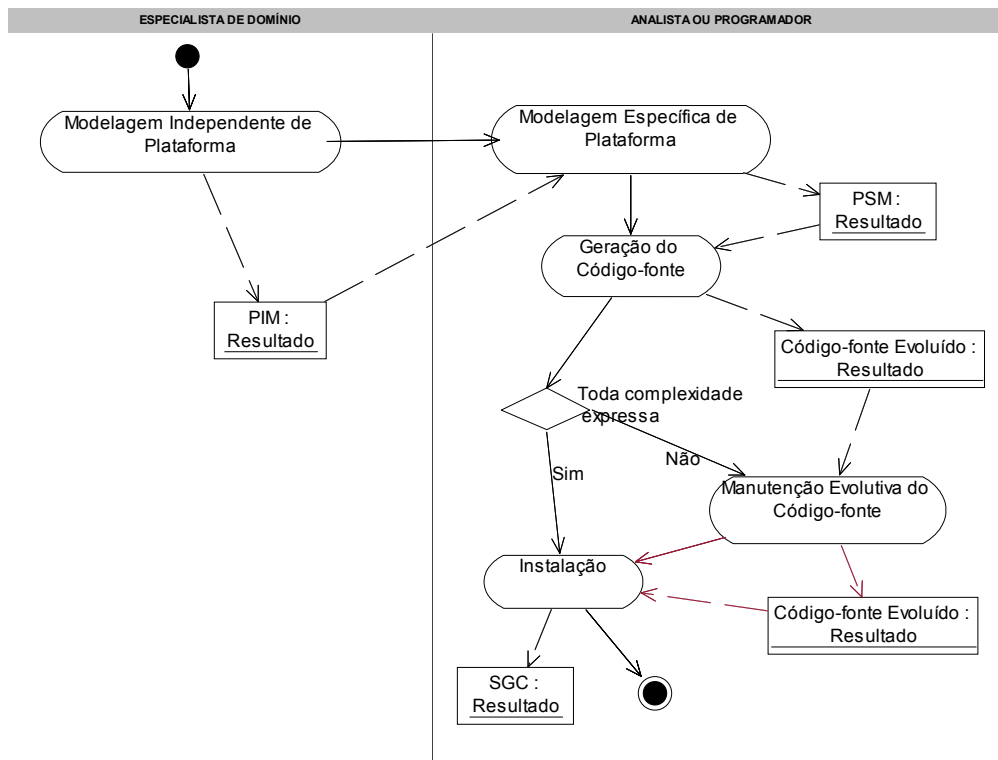 ESPECIALISTA DE DOMÍNIO
ANALISTA OU PROGRAMADOR
Modelagem Independente de
Plataforma
Modelagem Específica de
Plataforma
PSM :
Resultado
Geração do
Código-fonte
PIM :
Resultado
Código-fonte Evoluído :
Resultado
Toda complexidade
expressa
Não
Sim
Manutenção Evolutiva do
Código-fonte
Instalação
Código-fonte Evoluído :
Resultado
SGC :
Resultado